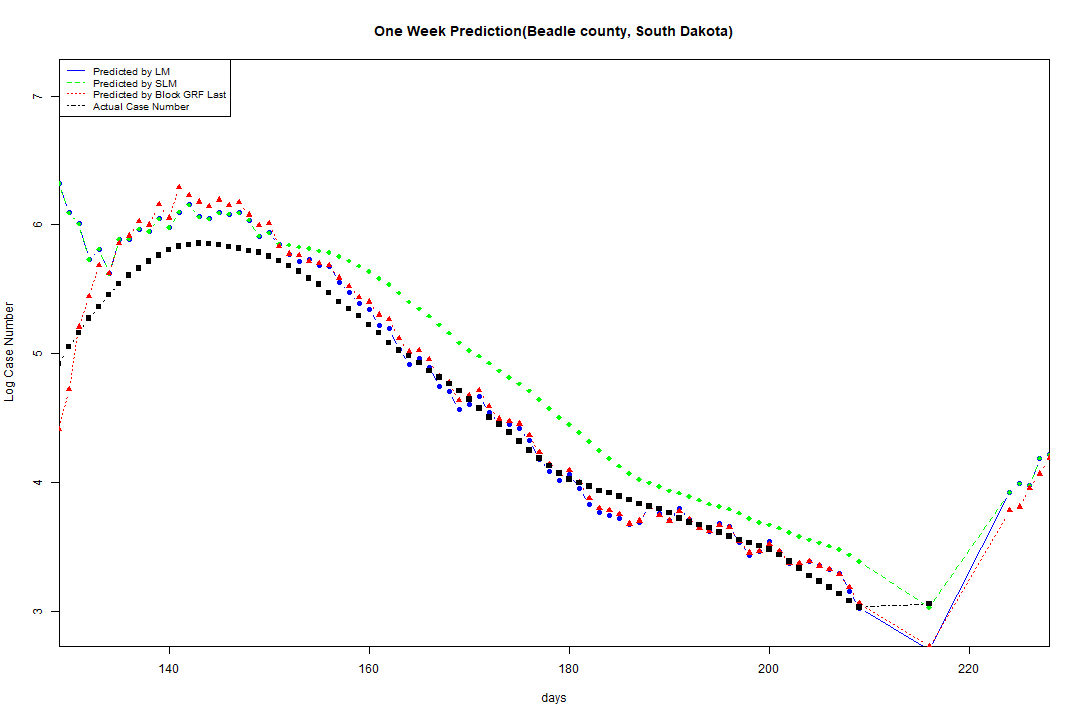 One Week Prediction(Beadle county, South Dakota)
Predicted by LM
Predicted by SLM
Predicted by Block GRF Last
Actual Case Number
7
6
5
4
3
Log Case Number
140 160 180 200 220
days